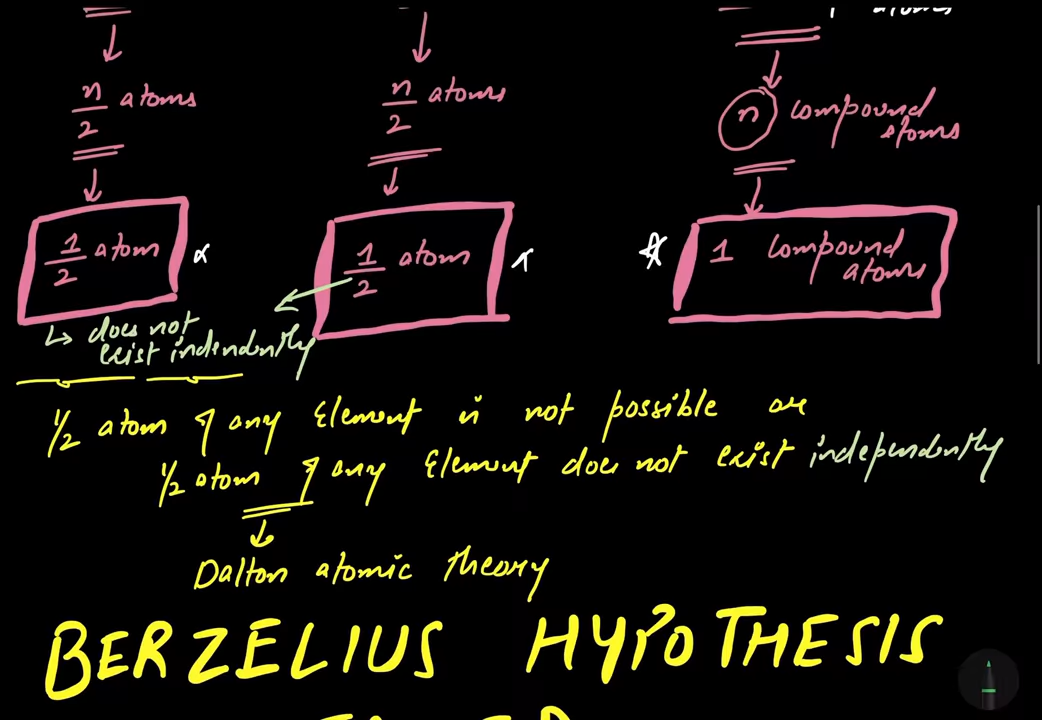 n/2 atoms
n/2 atoms
n compound atoms
1/2 atom
1/2 atom
1 compound atoms
↳ does not
exist indendently
1/2 atom of any Element is not possible are
1/2 atom of any Element does not exist independently
Dalton atomic theory
BERZELIUS HYPOTHESIS